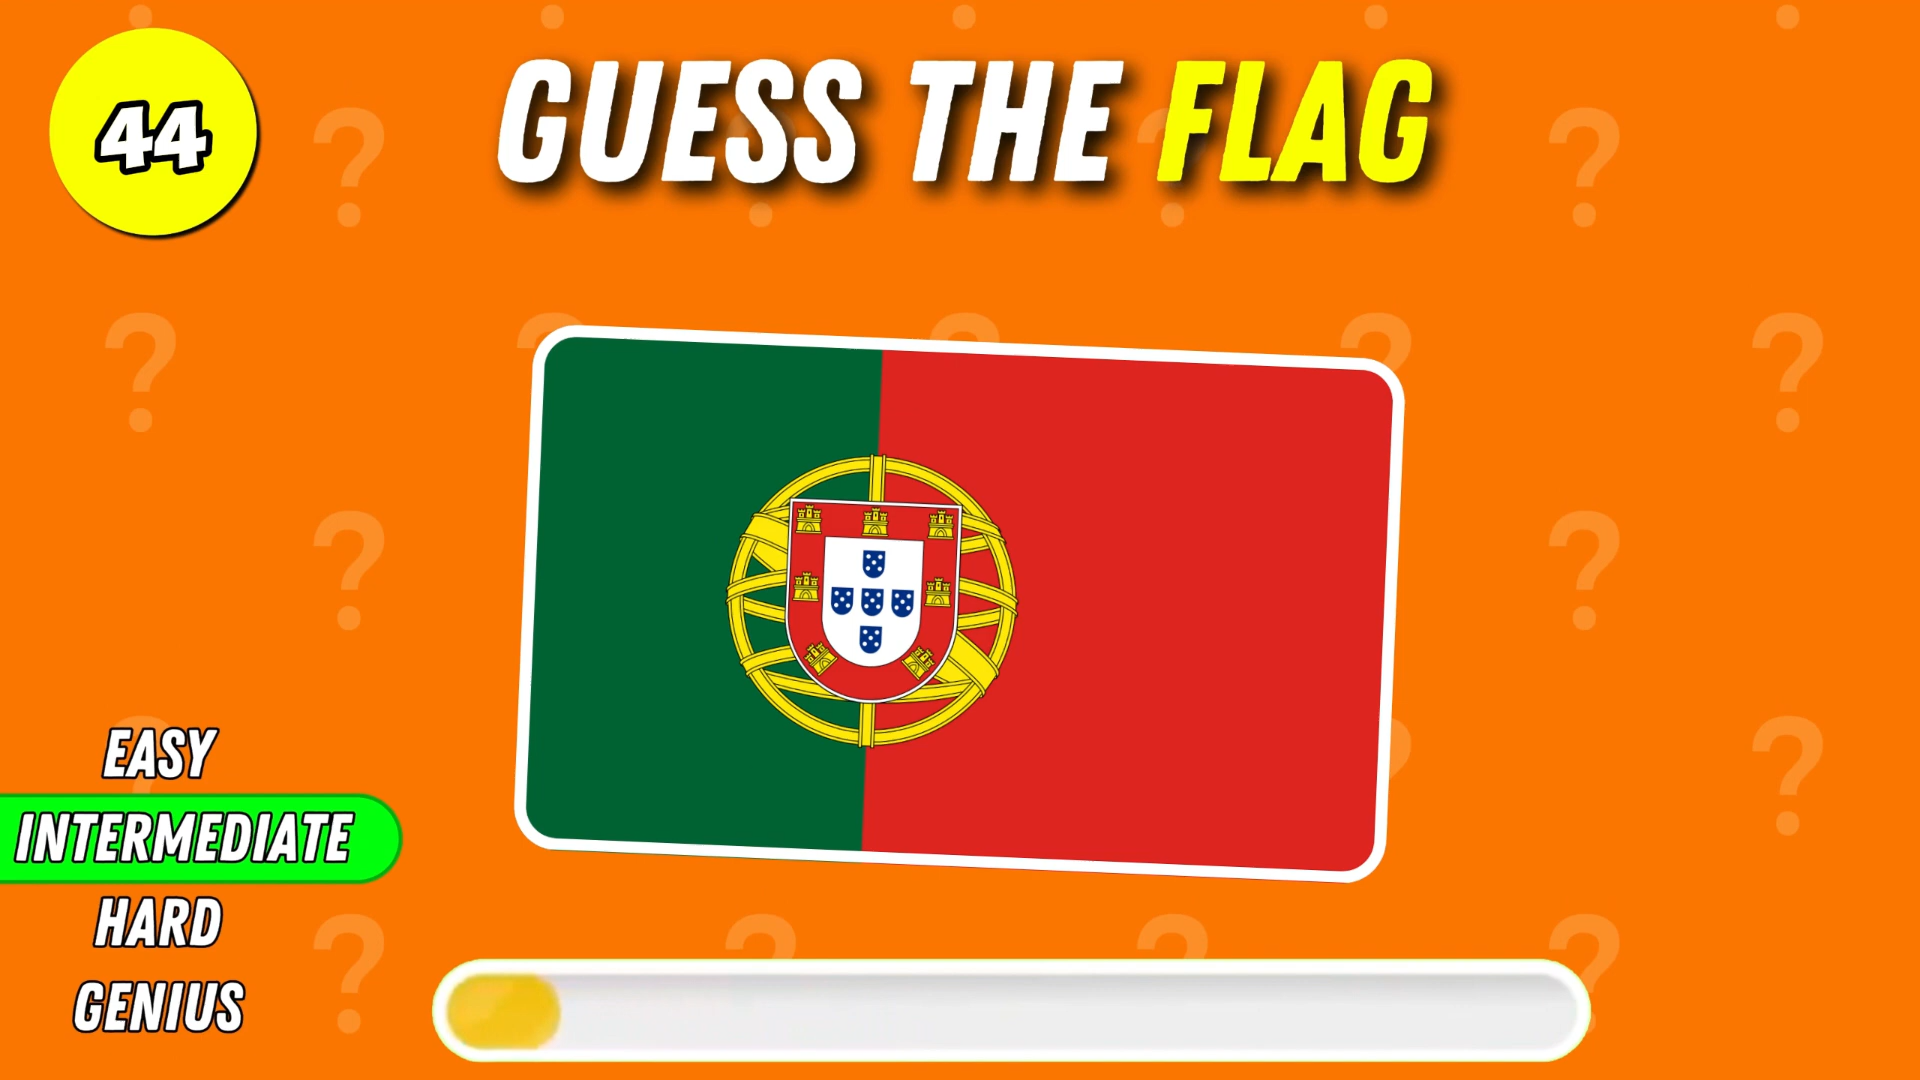 44
GUESS THE FLAG
EASY
INTERMEDIATE
HARD
GENIUS